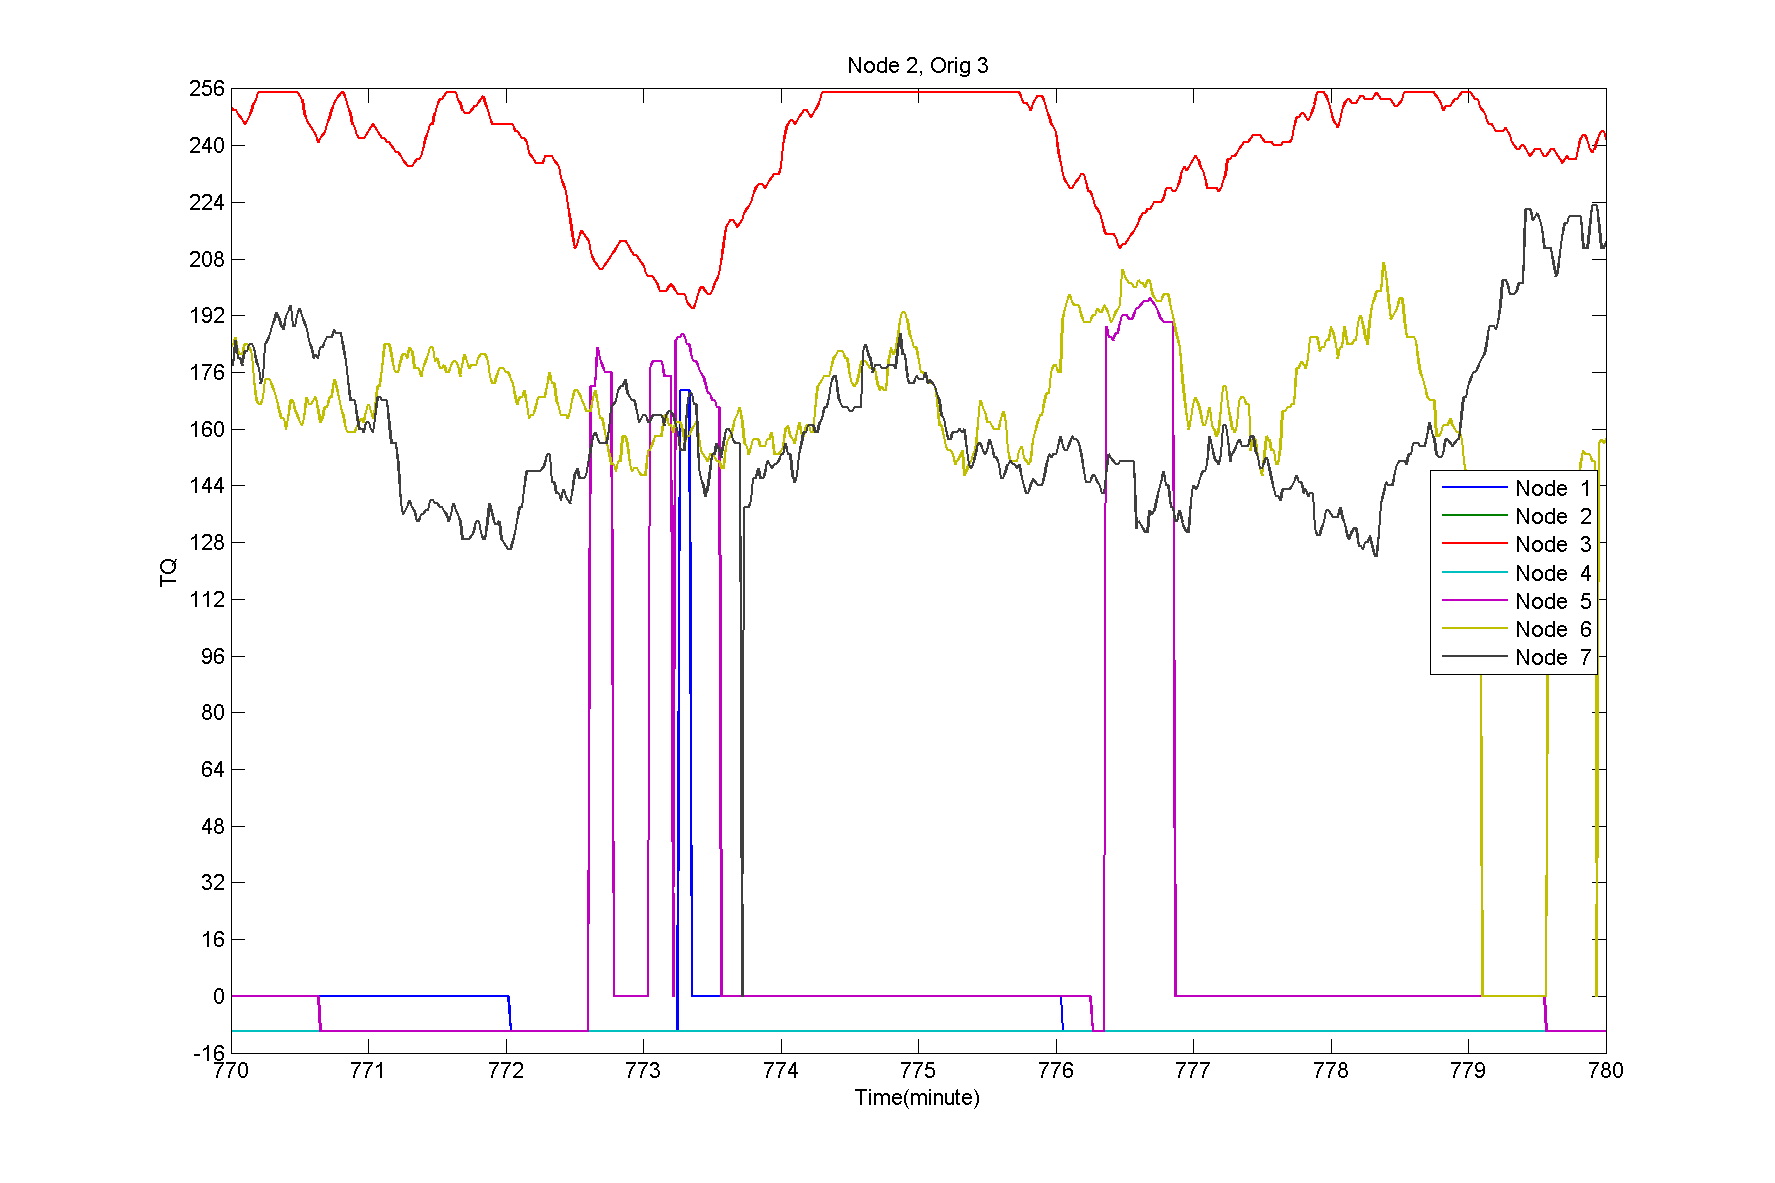 Node 2, Orig 3
256
240
224
208
192
176
160
144
128
112
96
80
64
48
32
16
0
-16
TQ
Node 1
Node 2
Node 3
Node 4
Node 5
Node 6
Node 7
770 771 772 773 774 775 776 777 778 779 780
Time(minute)